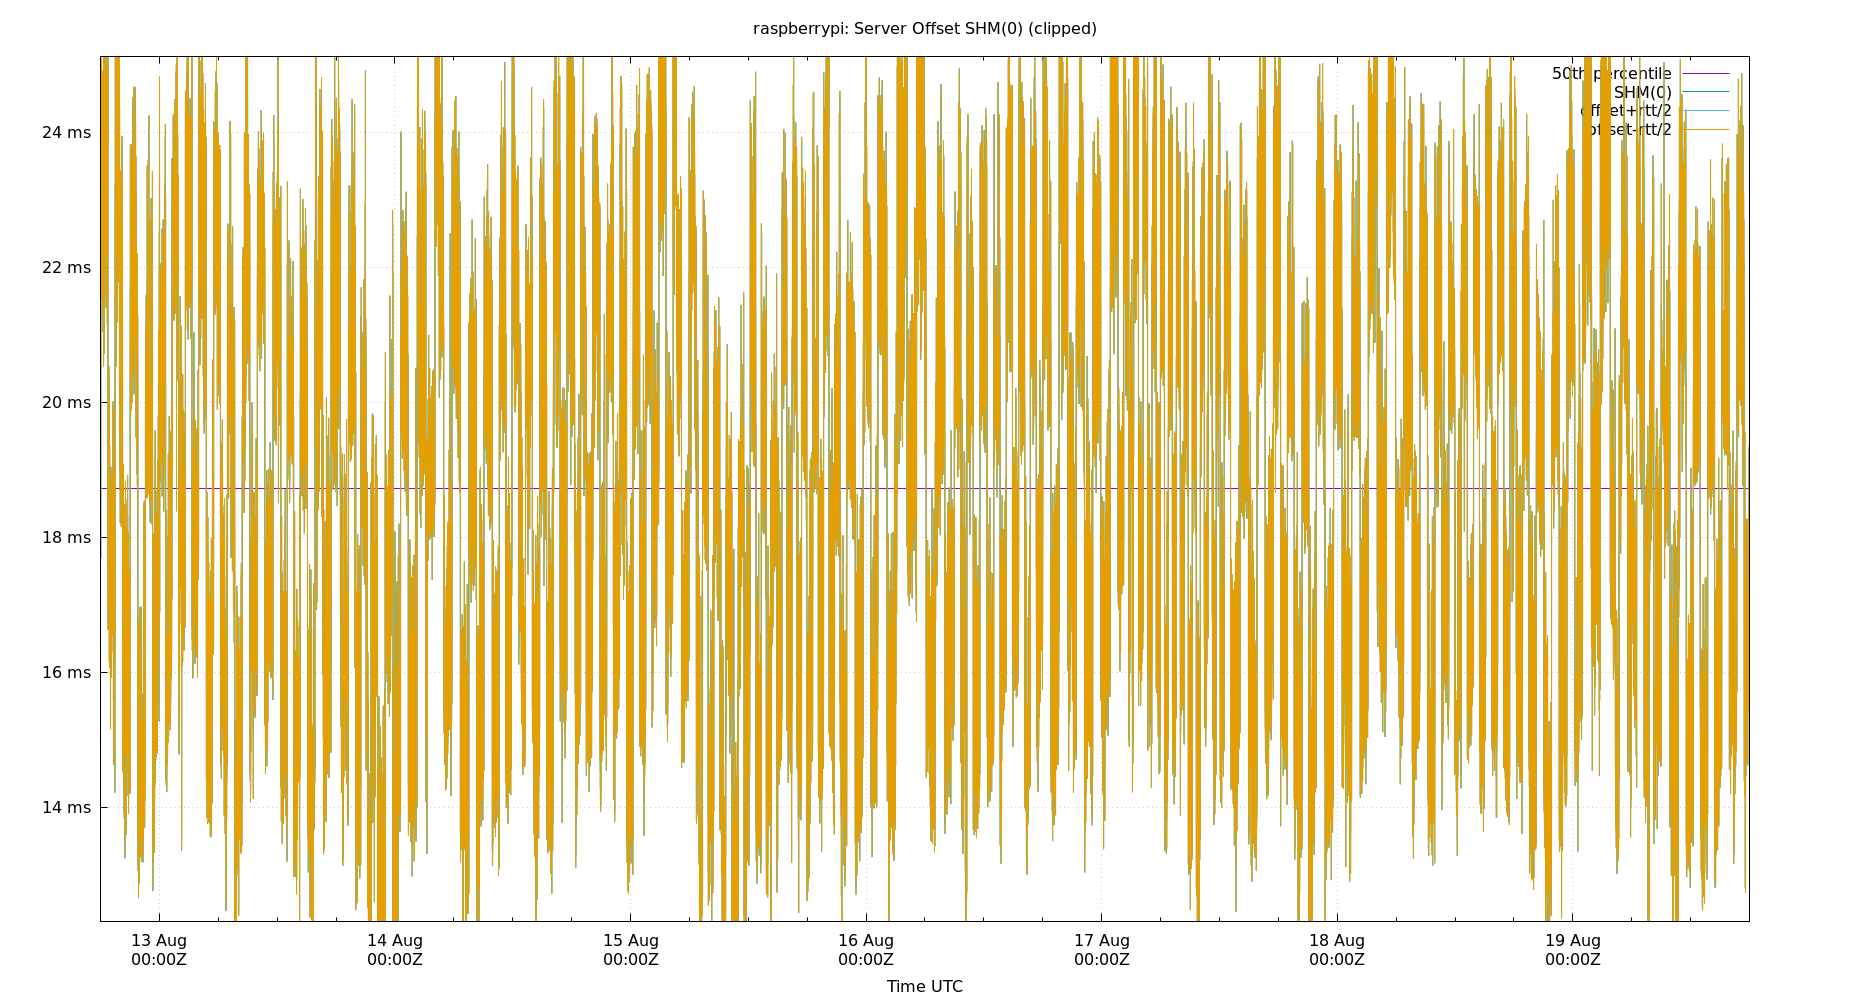 raspberrypi: Server Offset SHM(0) (clipped)
50th percentile
SHM(0)
offset+rtt/2
offset-rtt/2
24 ms
22 ms
20 ms
18 ms
16 ms
14 ms
13 Aug 14 Aug 15 Aug 16 Aug 17 Aug 18 Aug 19 Aug
00:00Z 00:00Z 00:00Z 00:00Z 00:00Z 00:00Z 00:00Z
Time UTC